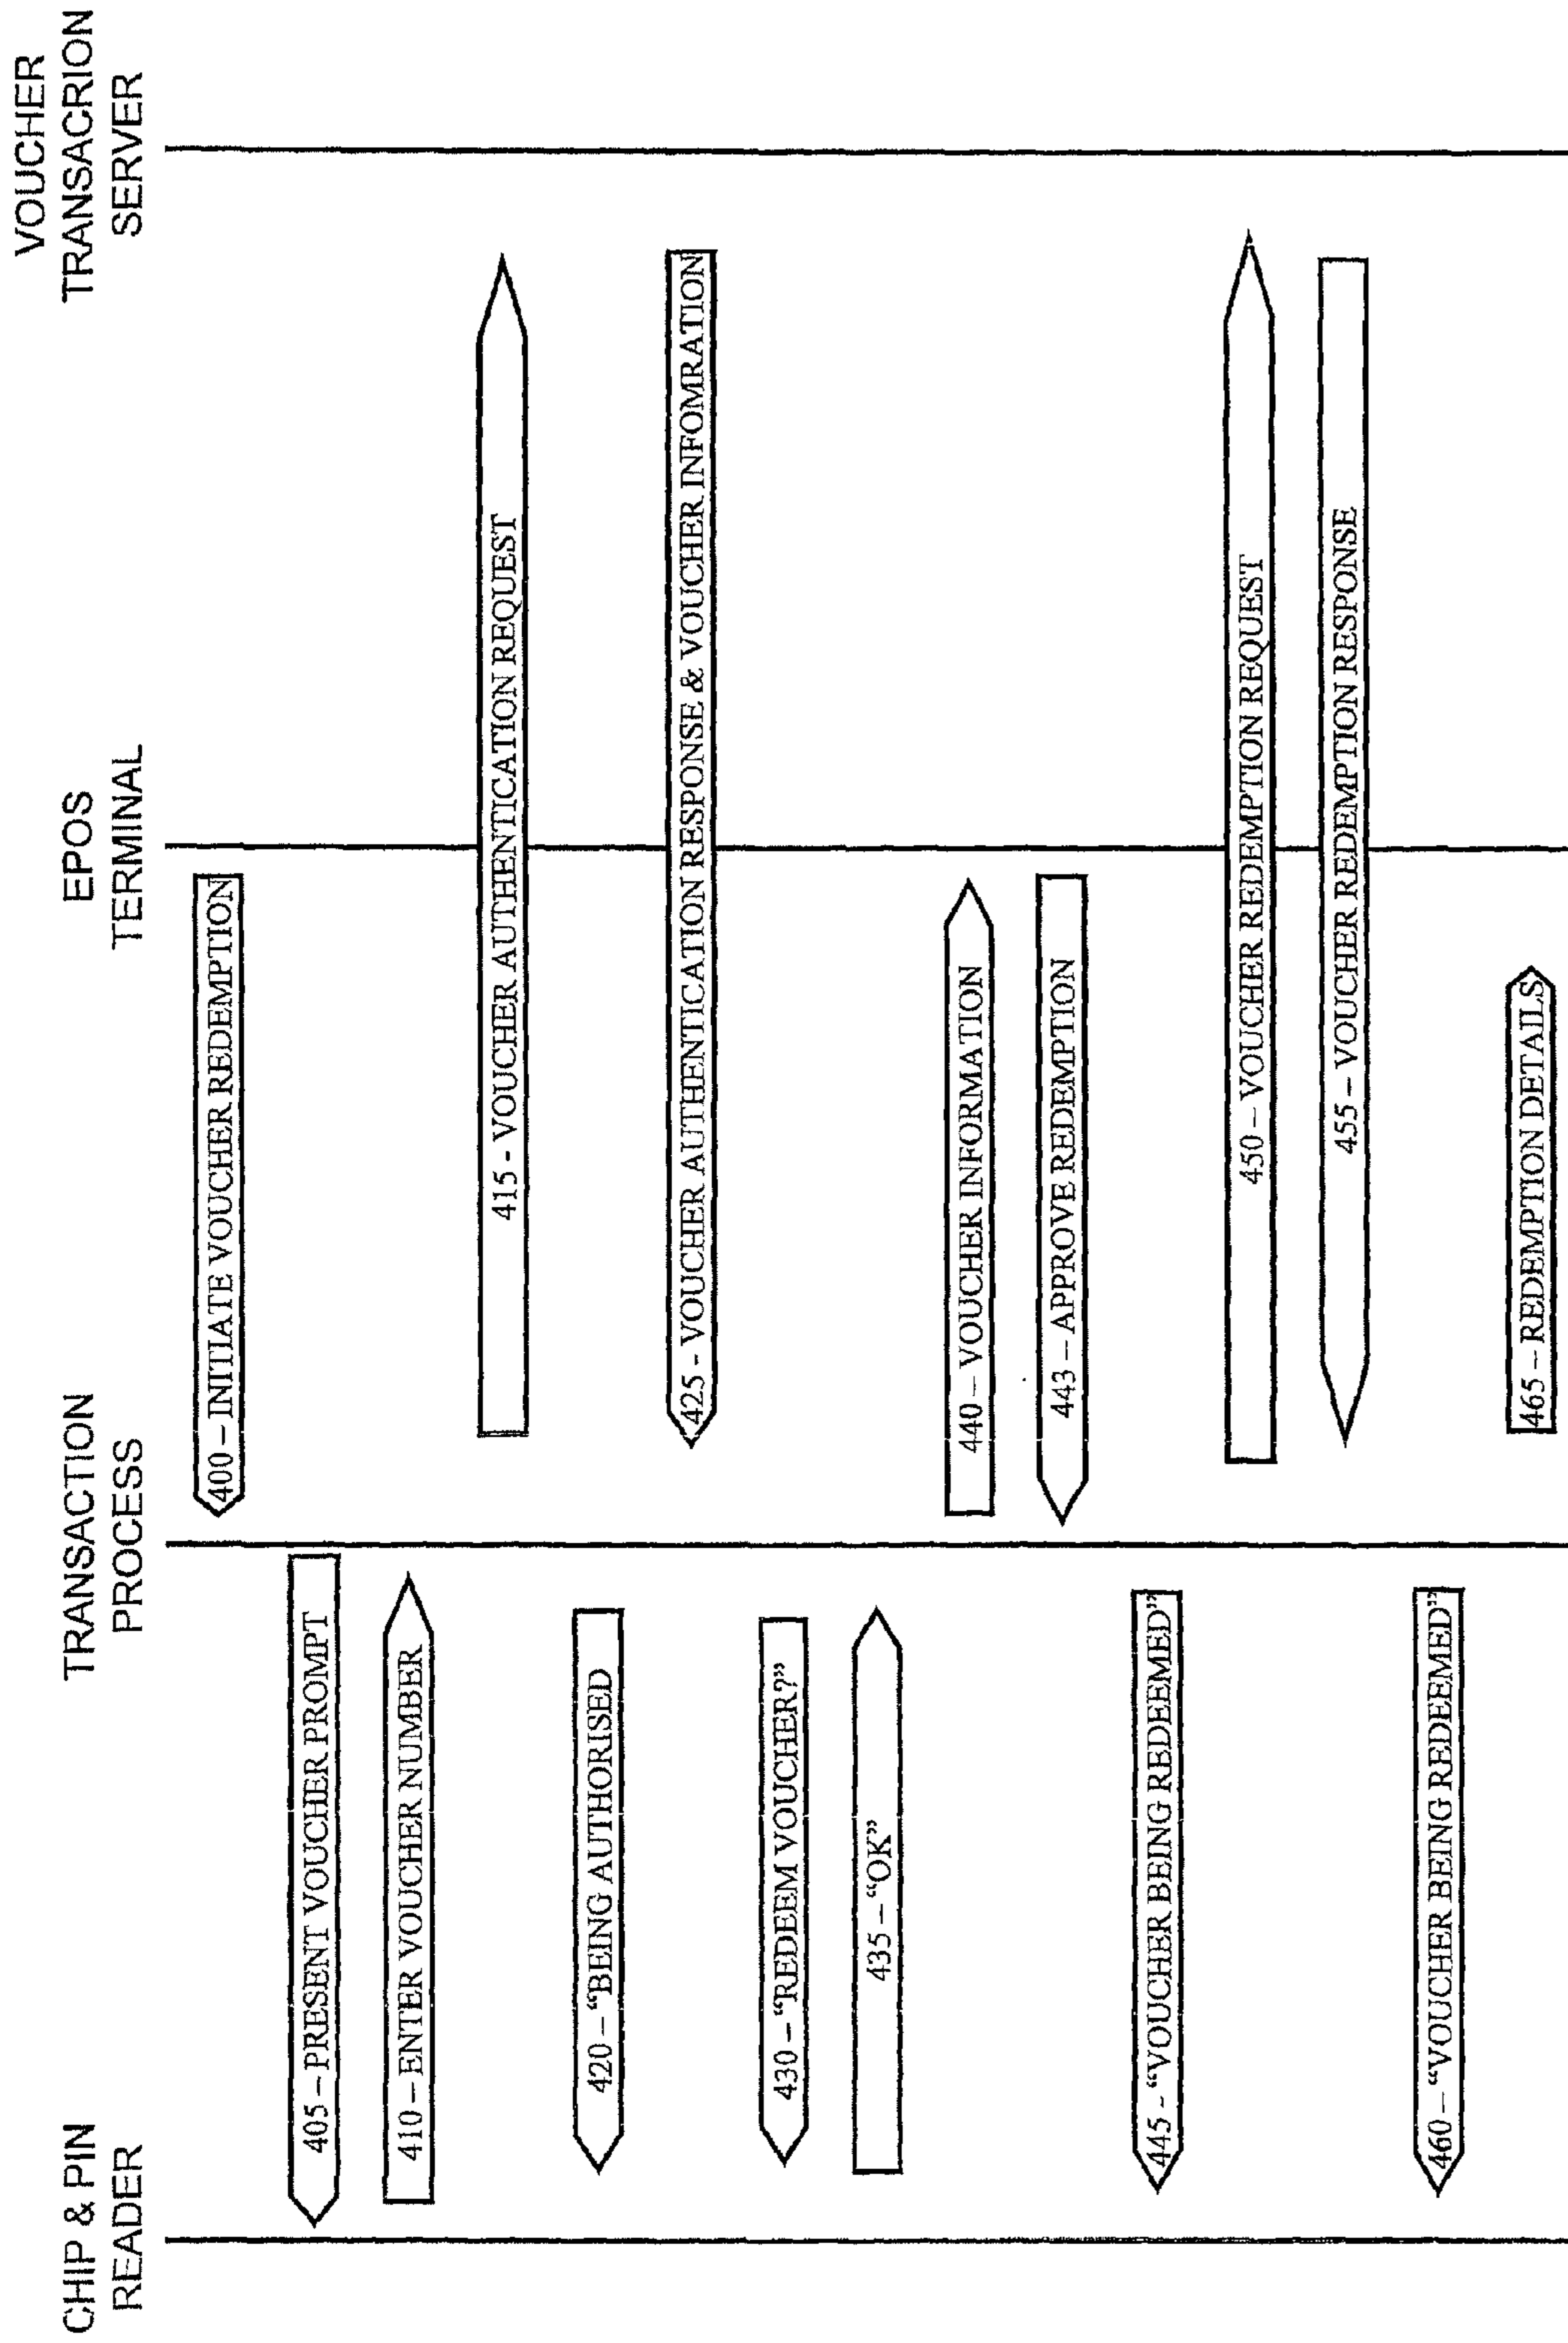 CHIP & PIN
READER
TRANSACTION
PROCESS
EPOS
TERMINAL
VOUCHER
TRANSACRION
SERVER
400 – INITIATE VOUCHER REDEMPTION
405 – PRESENT VOUCHER PROMPT
410 – ENTER VOUCHER NUMBER
415 - VOUCHER AUTHENTICATION REQUEST
420 – “BEING AUTHORISED
425 - VOUCHER AUTHENTICATION RESPONSE & VOUCHER INFOMRATION
430 – “REDEEM VOUCHER?”
435 – “OK”
440 – VOUCHER INFORMATION
443 – APPROVE REDEMPTION
445 - “VOUCHER BEING REDEEMED”
450 – VOUCHER REDEMPTION REQUEST
455 – VOUCHER REDEMPTION RESPONSE
460 – “VOUCHER BEING REDEEMED”
465 – REDEMPTION DETAILS